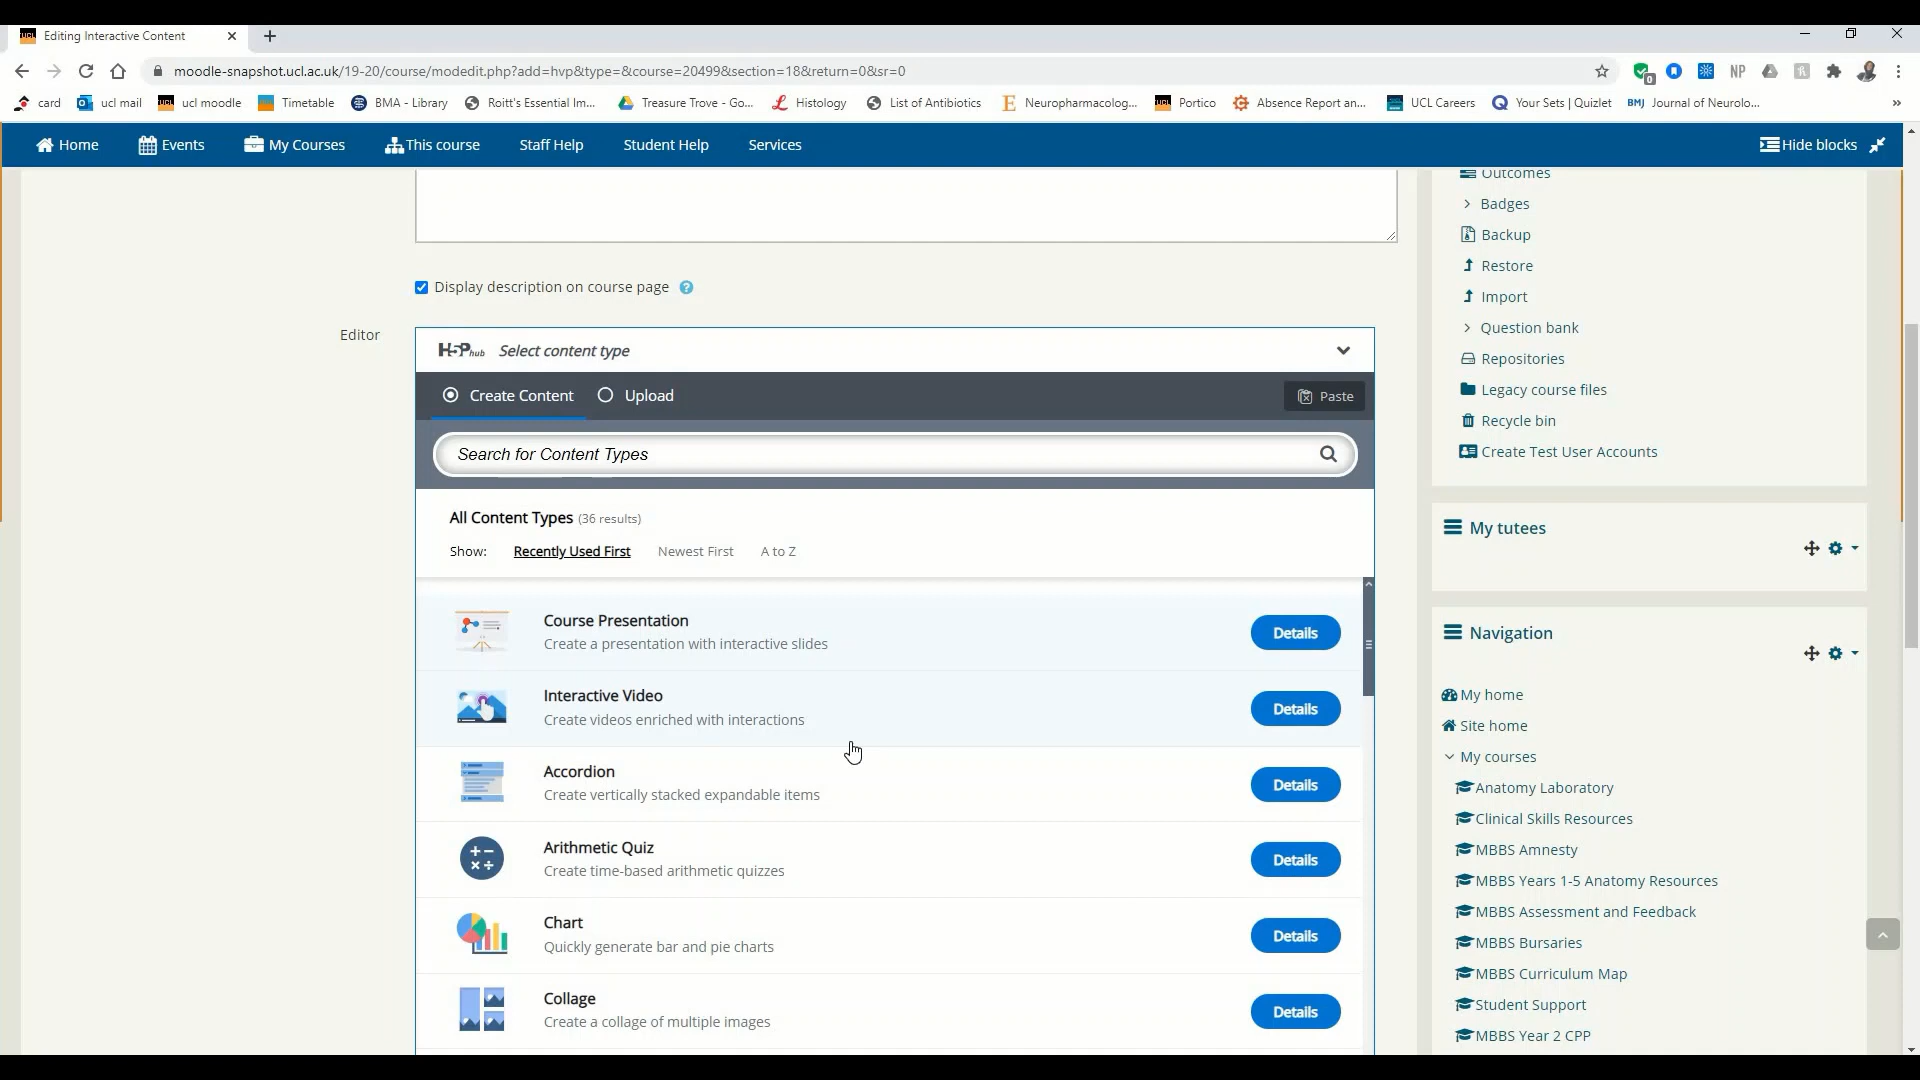 Editing Interactive Content
moodle-snapshot.ucl.ac.uk/19-20/course/modedit.php?add=hvp&type=&course=20499&section=18&return=0&sr=0
card
ucl mail
ucl moodle
Timetable
BMA - Library
Roitt's Essential Im...
Treasure Trove - Go...
Histology
List of Antibiotics
Neuropharmacolog...
Portico
Absence Report an...
UCL Careers
Your Sets | Quizlet
BMJ Journal of Neurolo...
Home
Events
My Courses
This course
Staff Help
Student Help
Services
Hide blocks
Display description on course page
Editor
H5P hub Select content type
Create Content
Upload
Paste
Search for Content Types
All Content Types (36 results)
Show: Recently Used First Newest First A to Z
Course Presentation
Create a presentation with interactive slides
Details
Interactive Video
Create videos enriched with interactions
Details
Accordion
Create vertically stacked expandable items
Details
Arithmetic Quiz
Create time-based arithmetic quizzes
Details
Chart
Quickly generate bar and pie charts
Details
Collage
Create a collage of multiple images
Details
Outcomes
Badges
Backup
Restore
Import
Question bank
Repositories
Legacy course files
Recycle bin
Create Test User Accounts
My tutees
Navigation
My home
Site home
My courses
Anatomy Laboratory
Clinical Skills Resources
MBBS Amnesty
MBBS Years 1-5 Anatomy Resources
MBBS Assessment and Feedback
MBBS Bursaries
MBBS Curriculum Map
Student Support
MBBS Year 2 CPP